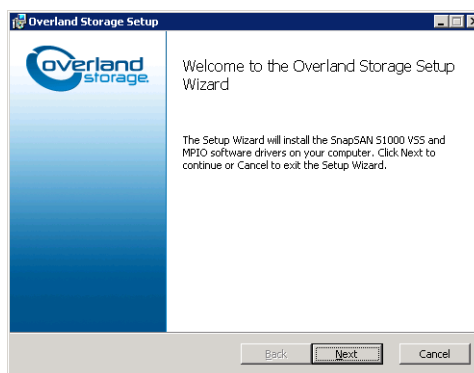 Overland Storage Setup
overland
storage.
Welcome to the Overland Storage Setup
Wizard
The Setup Wizard will install the SnapSAN S1000 VSS and
MPIO software drivers on your computer. Click Next to
continue or Cancel to exit the Setup Wizard.
Back Next Cancel